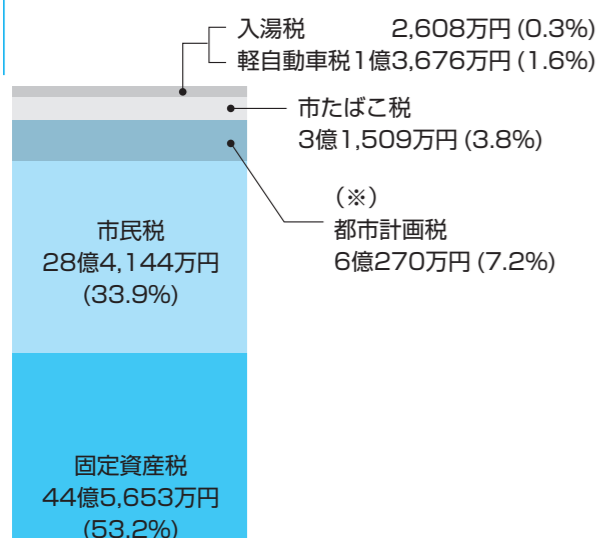 入湯税 2,608万円 (0.3%)
軽自動車税1億3,676万円 (1.6%)
市たばこ税
3億1,509万円 (3.8%)
(※)
都市計画税
6億270万円 (7.2%)
市民税
28億4,144万円
(33.9%)
固定資産税
44億5,653万円
(53.2%)